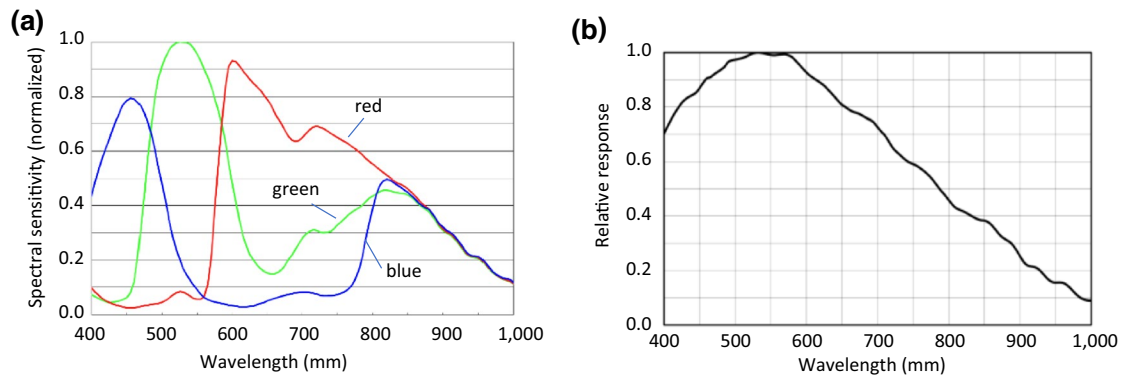 (a)
Spectral sensitivity (normalized)
1.0
0.8
0.6
0.4
0.2
0.0
red
green
blue
400 500 600 700 800 900 1,000
Wavelength (mm)
(b)
Relative response
1.0
0.8
0.6
0.4
0.2
0.0
400 500 600 700 800 900 1,000
Wavelength (mm)